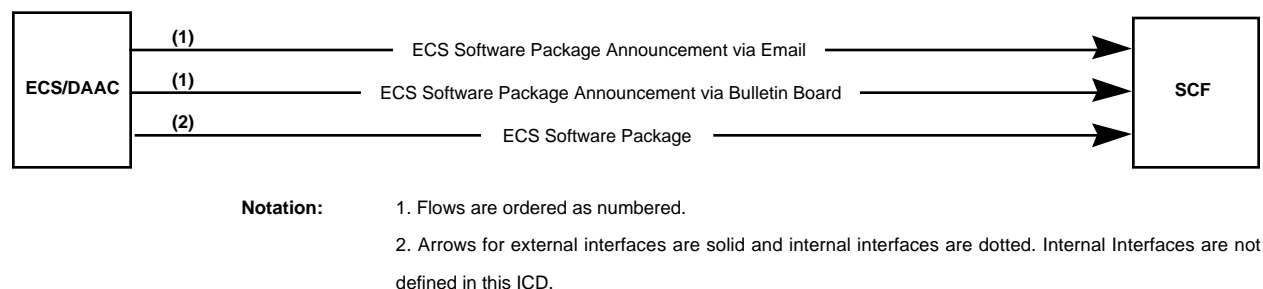 (1)
ECS Software Package Announcement via Email
ECS/DAAC
(1)
ECS Software Package Announcement via Bulletin Board
SCF
(2)
ECS Software Package
Notation:
1. Flows are ordered as numbered.
2. Arrows for external interfaces are solid and internal interfaces are dotted. Internal Interfaces are not
defined in this ICD.